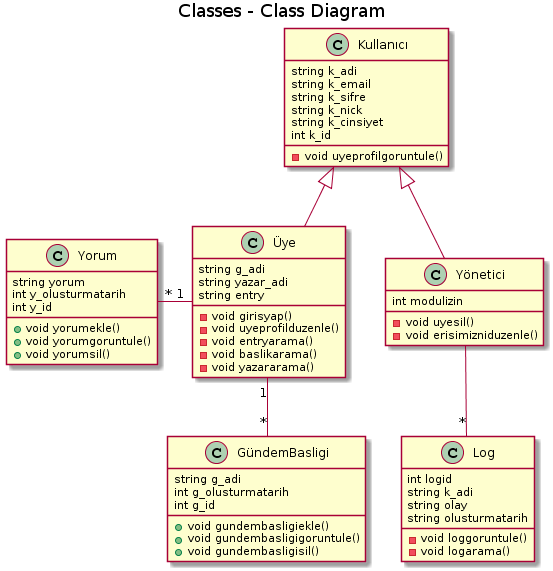 Classes - Class Diagram
C Kullanıcı
string k_adi
string k_email
string k_sifre
string k_nick
string k_cinsiyet
int k_id
void uyeprofilgoruntule()
C Yorum
string yorum
int y_olusturmatarih
int y_id
void yorumekle()
void yorumgoruntule()
void yorumsil()
* 1
C Üye
string g_adi
string yazar_adi
string entry
void girisyap()
void uyeprofilduzenle()
void entryarama()
void baslikarama()
void yazararama()
C Yönetici
int modulizin
void uyesil()
void erisimizniduzenle()
1
*
*
C GündemBasligi
string g_adi
int g_olusturmatarih
int g_id
void gundembasligiekle()
void gundembasligigoruntule()
void gundembasligisil()
C Log
int logid
string k_adi
string olay
string olusturmatarih
void loggoruntule()
void logarama()